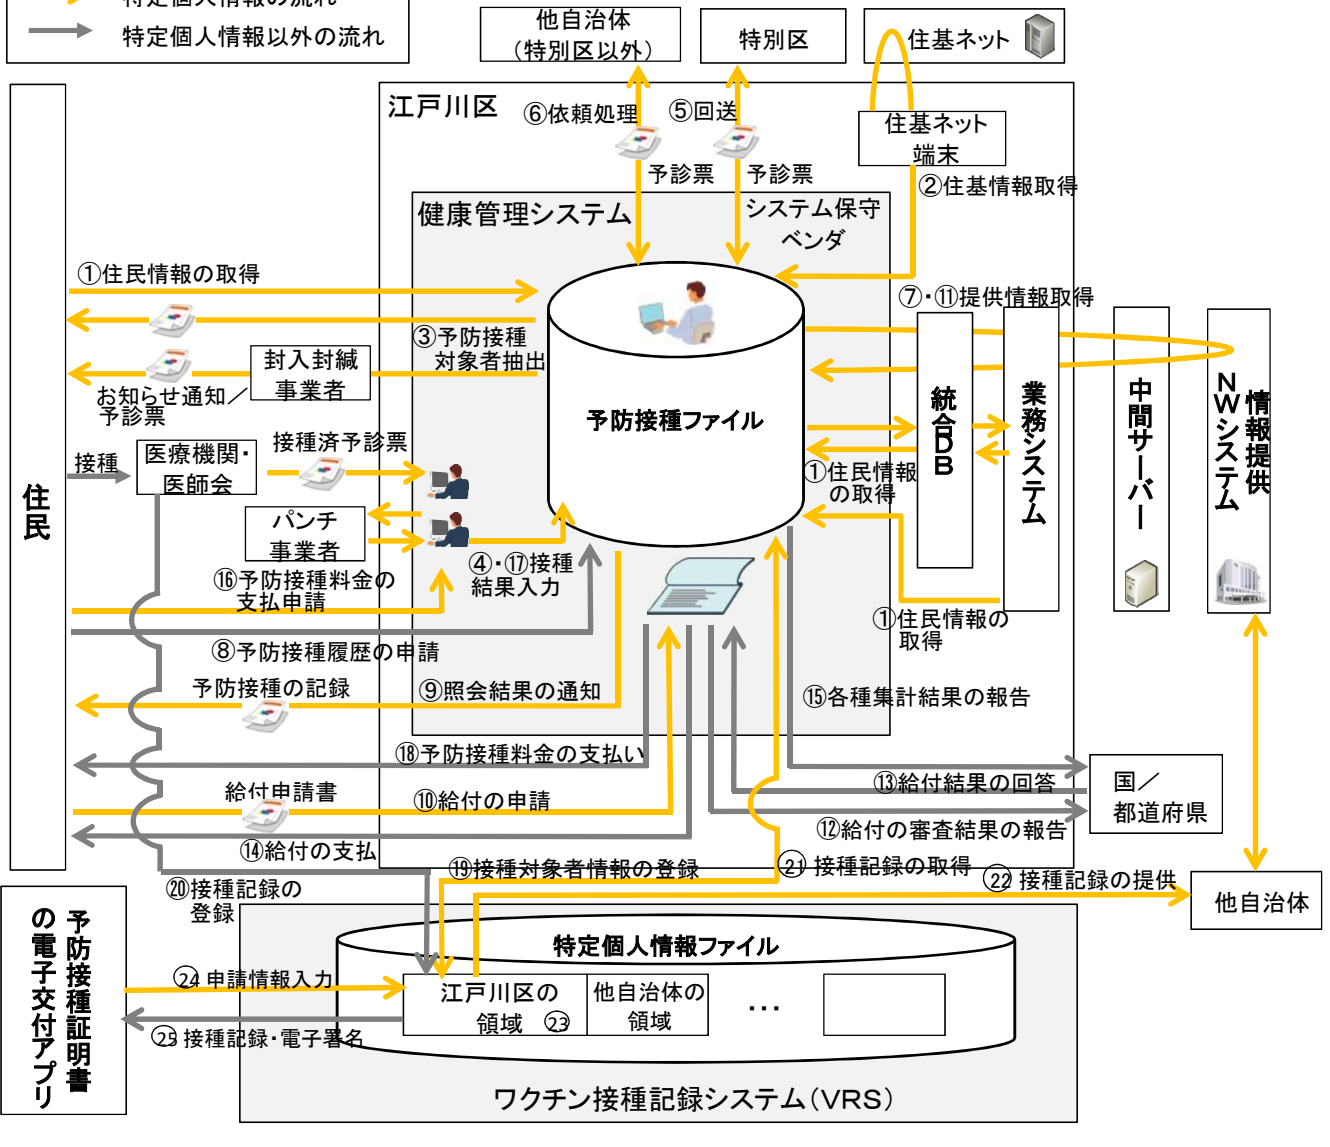 特定個人情報の流れ
特定個人情報以外の流れ
他自治体
（特別区以外）
特別区
住基ネット
江戸川区
⑥依頼処理
⑤回送
住基ネット
端末
予診票
予診票
②住基情報取得
健康管理システム
システム保守
ベンダ
①住民情報の取得
⑦・⑪提供情報取得
③予防接種
対象者抽出
封入封緘
事業者
お知らせ通知／
予診票
予防接種ファイル
統合DB
業務システム
中間サーバー
情報提供
NWシステム
住民
接種
医療機関・
医師会
接種済予診票
①住民情報
の取得
パンチ
事業者
④・⑰接種
結果入力
⑯予防接種料金の
支払申請
①住民情報の
取得
⑧予防接種履歴の申請
予防接種の記録
⑨照会結果の通知
⑮各種集計結果の報告
⑱予防接種料金の支払い
給付申請書
⑩給付の申請
⑬給付結果の回答
国／
都道府県
⑫給付の審査結果の報告
⑭給付の支払
⑲接種対象者情報の登録
㉑接種記録の取得
㉒接種記録の提供
⑳接種記録の
登録
他自治体
予防接種証明書
の電子交付アプリ
特定個人情報ファイル
㉔申請情報入力
江戸川区の
領域 ㉓
他自治体の
領域
…
㉕接種記録・電子署名
ワクチン接種記録システム（VRS）